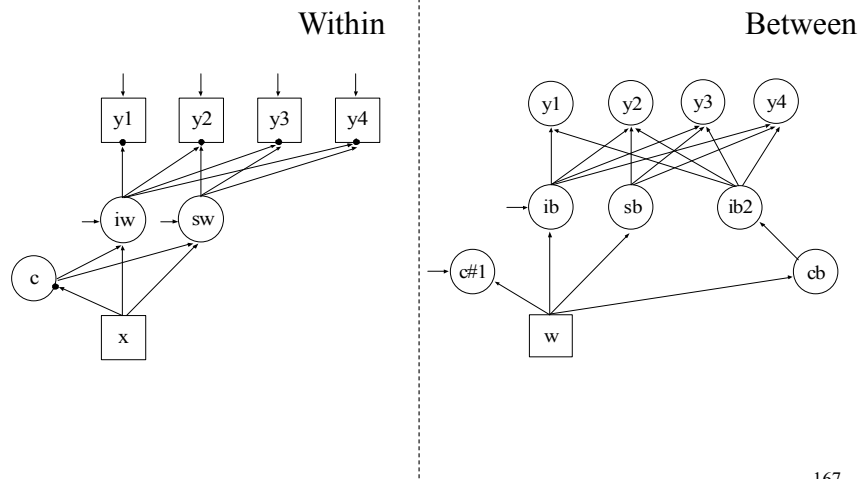 Within
Between
y1 y2 y3 y4
y1 y2 y3 y4
iw sw
ib sb ib2
c
c#1 cb
x
w
167